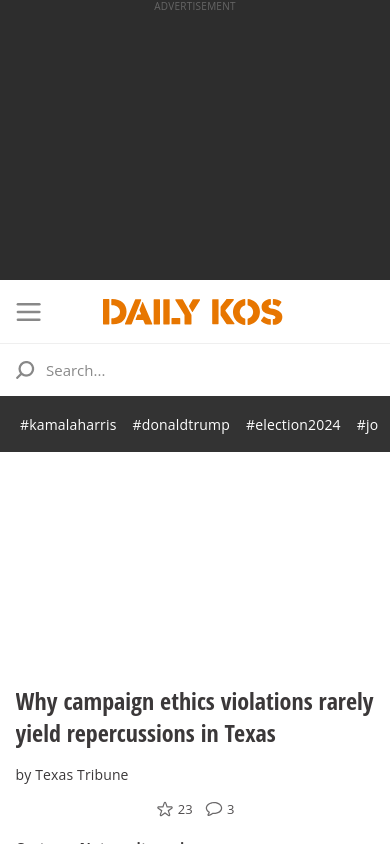 ADVERTISEMENT
DAILY KOS
Search...
#kamalaharris #donaldtrump #election2024 #jo
Why campaign ethics violations rarely
yield repercussions in Texas
by Texas Tribune
23 3